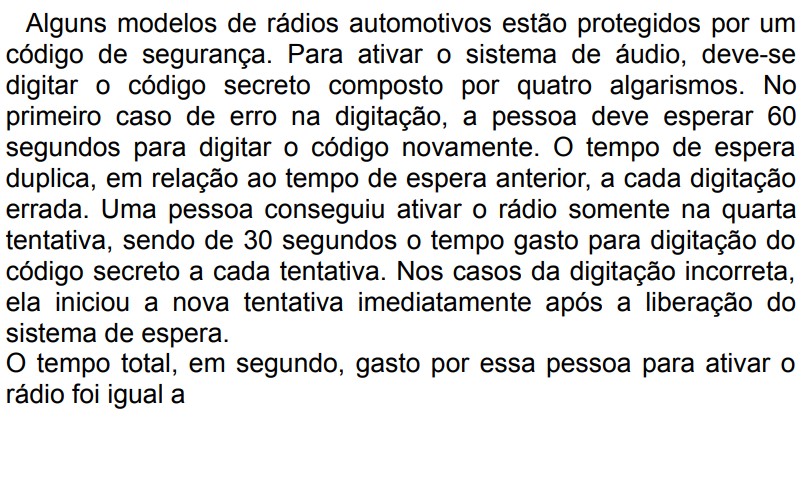 Alguns modelos de rádios automotivos estão protegidos por um
código de segurança. Para ativar o sistema de áudio, deve-se
digitar o código secreto composto por quatro algarismos. No
primeiro caso de erro na digitação, a pessoa deve esperar 60
segundos para digitar o código novamente. O tempo de espera
duplica, em relação ao tempo de espera anterior, a cada digitação
errada. Uma pessoa conseguiu ativar o rádio somente na quarta
tentativa, sendo de 30 segundos o tempo gasto para digitação do
código secreto a cada tentativa. Nos casos da digitação incorreta,
ela iniciou a nova tentativa imediatamente após a liberação do
sistema de espera.
O tempo total, em segundo, gasto por essa pessoa para ativar o
rádio foi igual a